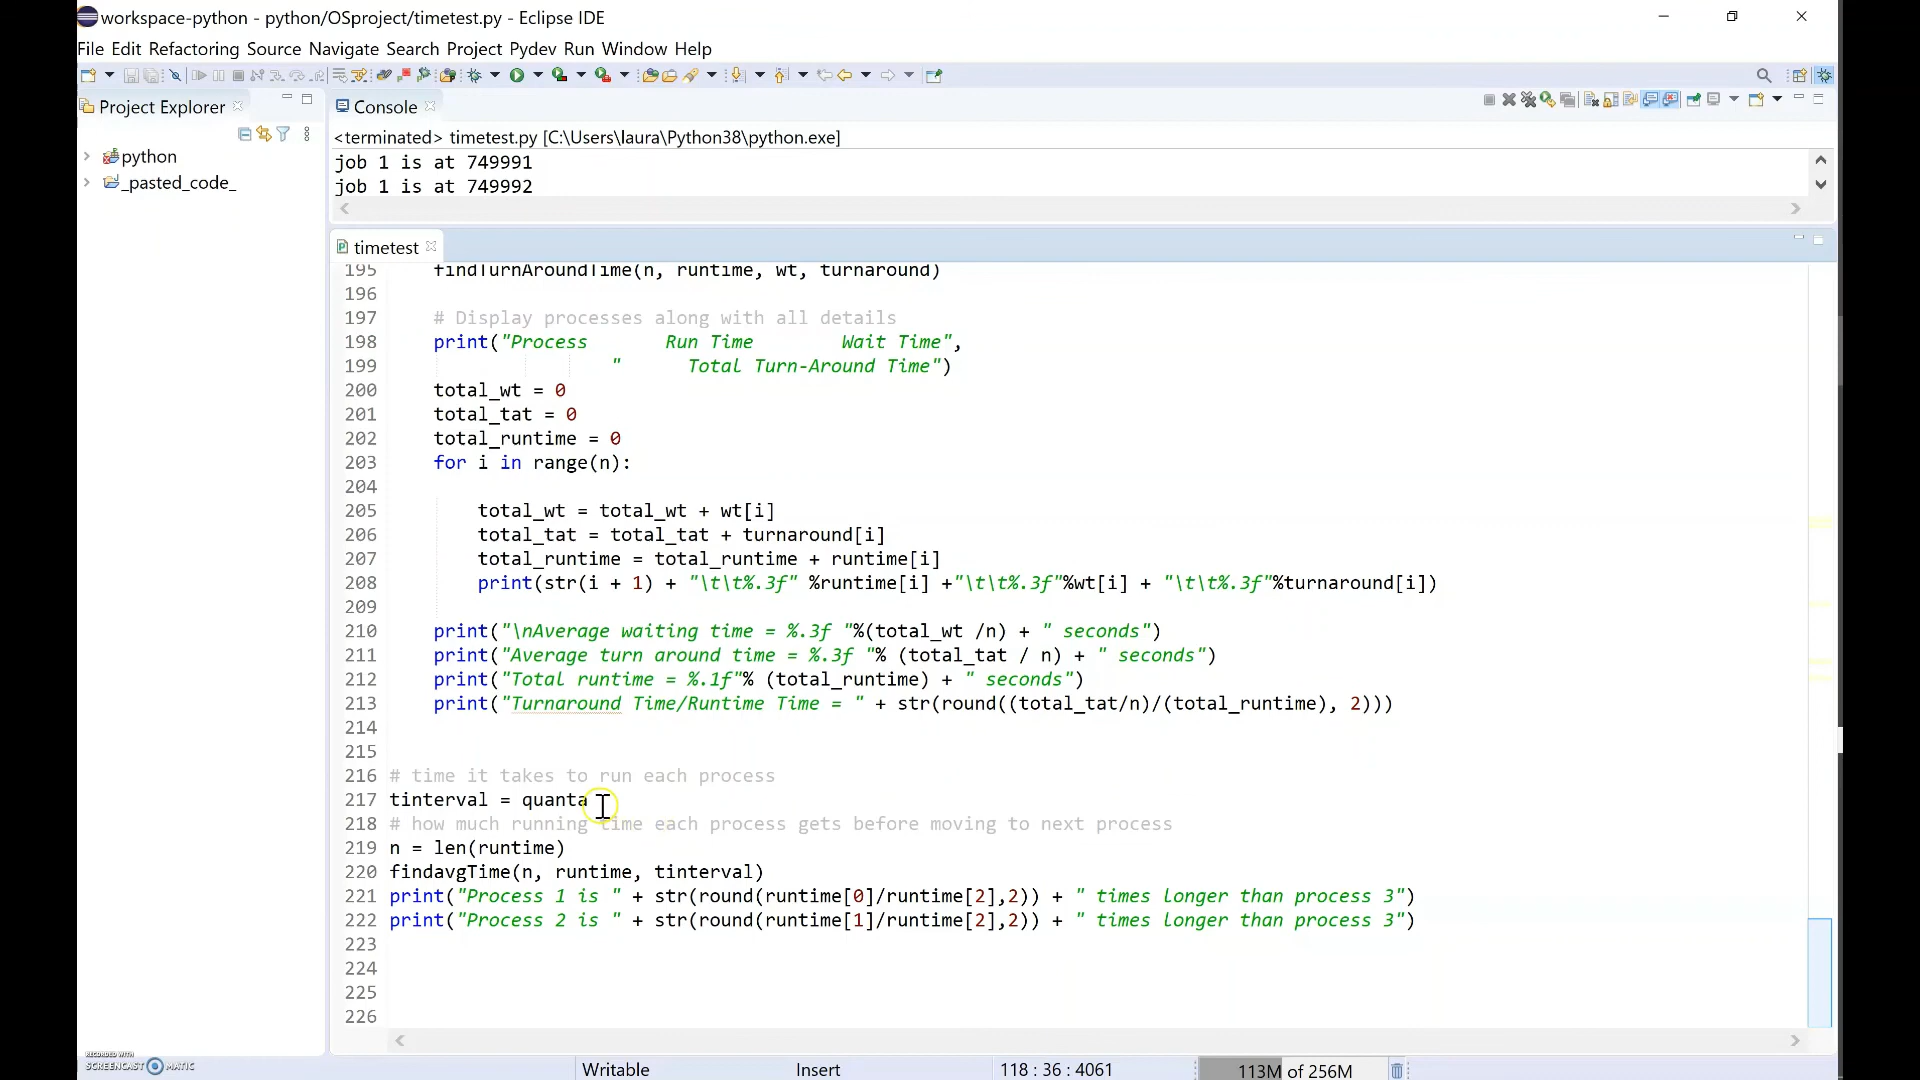 workspace-python - python/OSproject/timetest.py - Eclipse IDE
File Edit Refactoring Source Navigate Search Project Pydev Run Window Help
Project Explorer
python
_pasted_code_
Console
<terminated> timetest.py [C:\Users\laura\Python38\python.exe]
job 1 is at 749991
job 1 is at 749992
timetest
195 findTurnAroundTime(n, runtime, wt, turnaround)
196
197 # Display processes along with all details
198 print("Process Run Time Wait Time",
199 " Total Turn-Around Time")
200 total_wt = 0
201 total_tat = 0
202 total_runtime = 0
203 for i in range(n):
204
205 total_wt = total_wt + wt[i]
206 total_tat = total_tat + turnaround[i]
207 total_runtime = total_runtime + runtime[i]
208 print(str(i + 1) + "\t\t%.3f" %runtime[i] +"\t\t%.3f"%wt[i] + "\t\t%.3f"%turnaround[i])
209
210 print("\nAverage waiting time = %.3f "%(total_wt /n) + " seconds")
211 print("Average turn around time = %.3f "% (total_tat / n) + " seconds")
212 print("Total runtime = %.1f"% (total_runtime) + " seconds")
213 print("Turnaround Time/Runtime Time = " + str(round((total_tat/n)/(total_runtime), 2)))
214
215
216 # time it takes to run each process
217 tinterval = quanta
218 # how much running time each process gets before moving to next process
219 n = len(runtime)
220 findavgTime(n, runtime, tinterval)
221 print("Process 1 is " + str(round(runtime[0]/runtime[2],2)) + " times longer than process 3")
222 print("Process 2 is " + str(round(runtime[1]/runtime[2],2)) + " times longer than process 3")
223
224
225
226
RECORDED WITH
SCREENCAST MATIC
Writable Insert 118 : 36 : 4061 113M of 256M